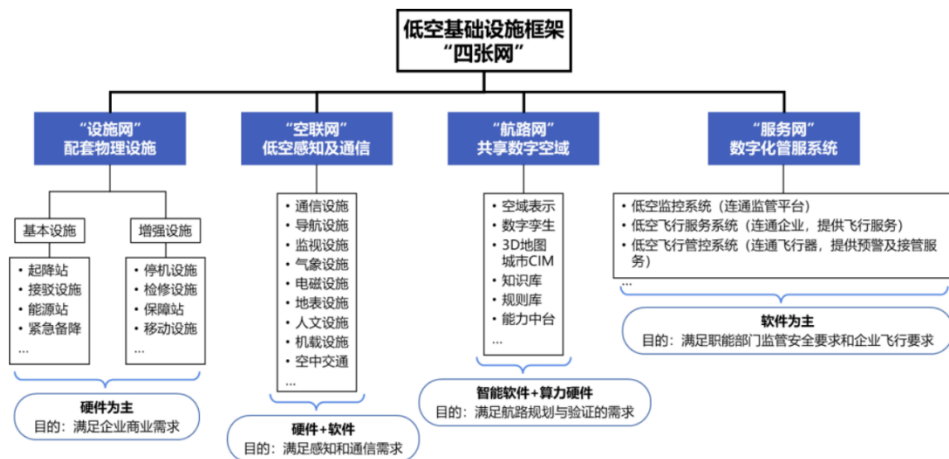 低空基础设施框架
“四张网”
“设施网”
配套物理设施
基本设施
• 起降站
• 接驳设施
• 能源站
• 紧急备降
…
增强设施
• 停机设施
• 检修设施
• 保障站
• 移动设施
…
硬件为主
目的：满足企业商业需求
“空联网”
低空感知及通信
• 通信设施
• 导航设施
• 监视设施
• 气象设施
• 电磁设施
• 地表设施
• 人文设施
• 机载设施
• 空中交通
…
硬件+软件
目的：满足感知和通信需求
“航路网”
共享数字空域
• 空域表示
• 数字孪生
• 3D地图
城市CIM
• 知识库
• 规则库
• 能力中台
…
智能软件+算力硬件
目的：满足航路规划与验证的需求
“服务网”
数字化管服系统
• 低空监控系统（连通监管平台）
• 低空飞行服务系统（连通企业，提供飞行服务）
• 低空飞行管控系统（连通飞行器，提供预警及接管服
务）
…
软件为主
目的：满足职能部门监管安全要求和企业飞行要求